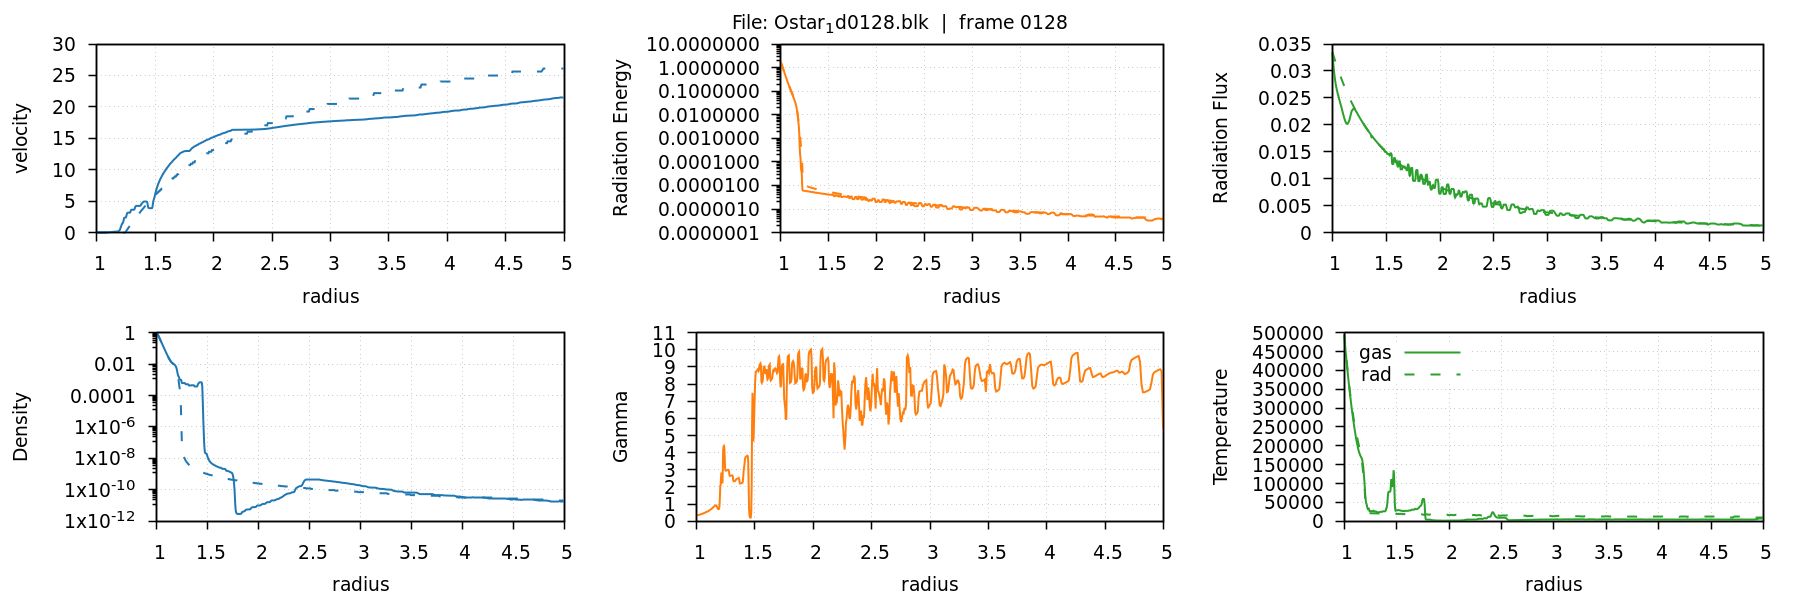 File: Ostar₁d0128.blk | frame 0128
30
25
20
15
10
5
0
velocity
1 1.5 2 2.5 3 3.5 4 4.5 5
radius
10.0000000
1.0000000
0.1000000
0.0100000
0.0010000
0.0001000
0.0000100
0.0000010
0.0000001
Radiation Energy
1 1.5 2 2.5 3 3.5 4 4.5 5
radius
0.035
0.03
0.025
0.02
0.015
0.01
0.005
0
Radiation Flux
1 1.5 2 2.5 3 3.5 4 4.5 5
radius
1
0.01
0.0001
1x10⁻⁶
1x10⁻⁸
1x10⁻¹⁰
1x10⁻¹²
Density
1 1.5 2 2.5 3 3.5 4 4.5 5
radius
11
10
9
8
7
6
5
4
3
2
1
0
Gamma
1 1.5 2 2.5 3 3.5 4 4.5 5
radius
500000
450000
400000
350000
300000
250000
200000
150000
100000
50000
0
Temperature
gas
rad
1 1.5 2 2.5 3 3.5 4 4.5 5
radius